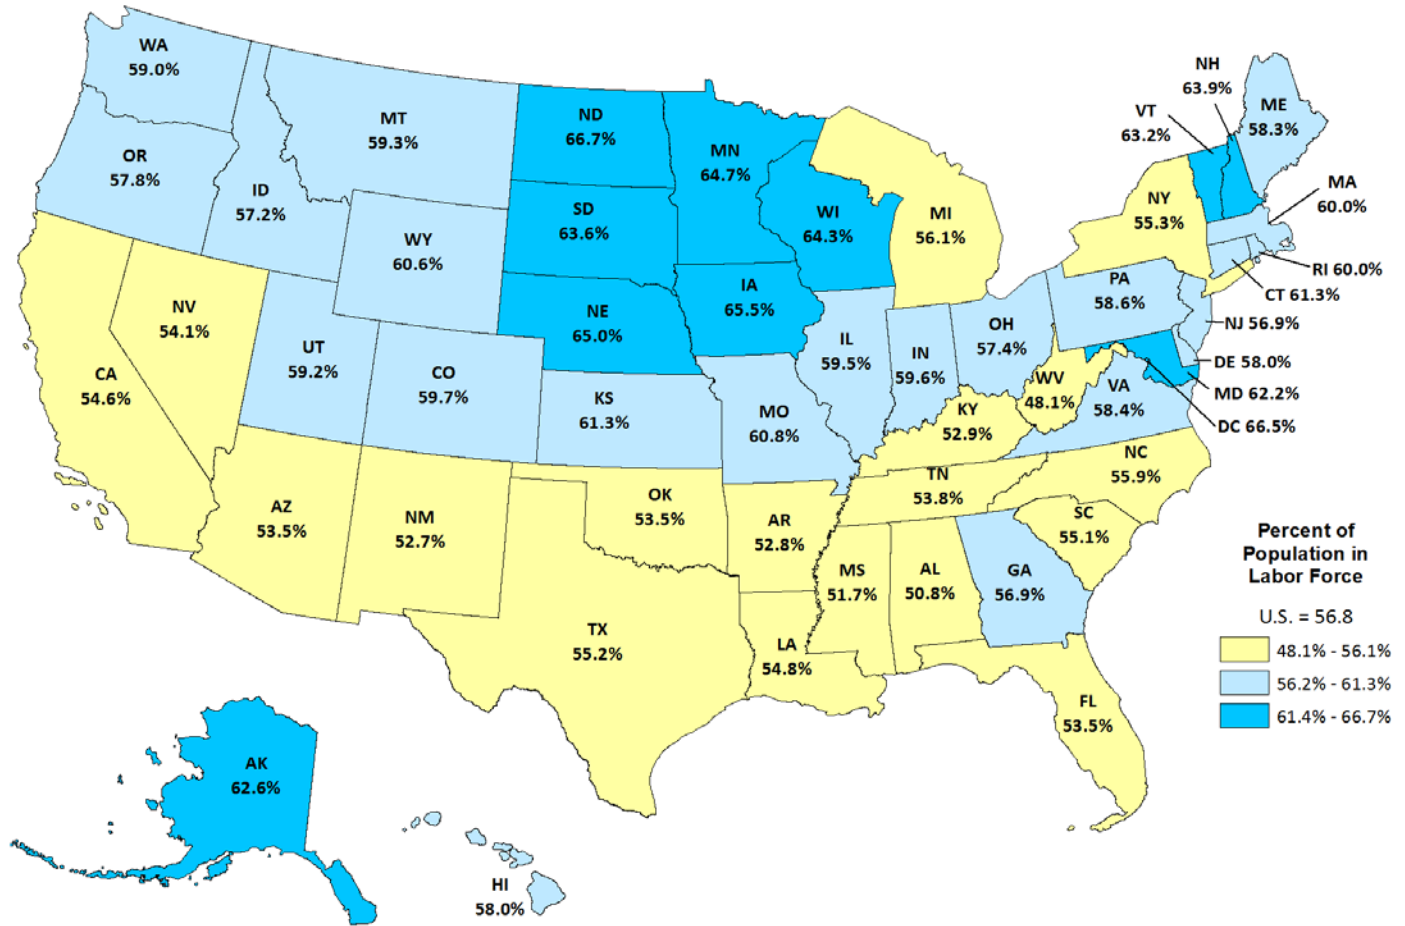 WA
59.0%
OR
57.8%
ID
57.2%
MT
59.3%
WY
60.6%
ND
66.7%
SD
63.6%
NE
65.0%
MN
64.7%
WI
64.3%
IA
65.5%
MI
56.1%
NH
63.9%
VT
63.2%
ME
58.3%
MA
60.0%
NY
55.3%
RI 60.0%
CT 61.3%
PA
58.6%
NJ 56.9%
DE 58.0%
MD 62.2%
DC 66.5%
NV
54.1%
CA
54.6%
UT
59.2%
CO
59.7%
KS
61.3%
MO
60.8%
IL
59.5%
IN
59.6%
OH
57.4%
WV
48.1%
VA
58.4%
KY
52.9%
NC
55.9%
TN
53.8%
SC
55.1%
AZ
53.5%
NM
52.7%
OK
53.5%
AR
52.8%
MS
51.7%
AL
50.8%
GA
56.9%
TX
55.2%
LA
54.8%
FL
53.5%
AK
62.6%
HI
58.0%
Percent of
Population in
Labor Force
U.S. = 56.8
48.1% - 56.1%
56.2% - 61.3%
61.4% - 66.7%